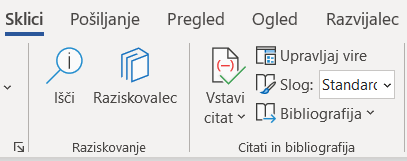 Sklici Pošiljanje Pregled Ogled Razvijalec
Išči Raziskovalec
Raziskovanje
Vstavi
citat
Upravljaj vire
Slog: Standard
Bibliografija
Citati in bibliografija